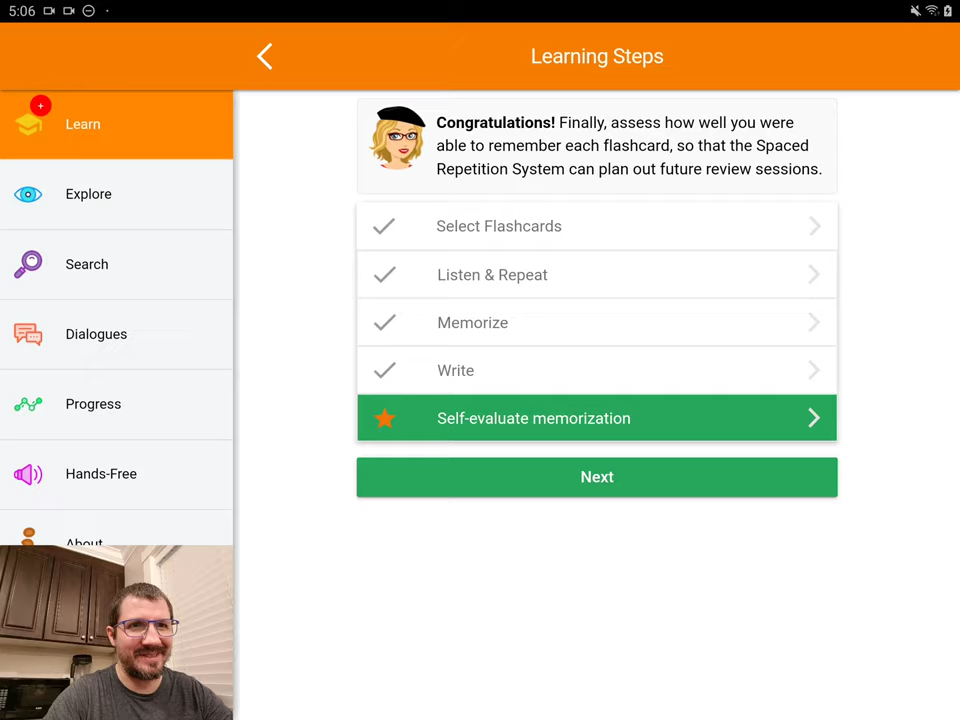 5:06
Learning Steps
+
Learn
Explore
Search
Dialogues
Progress
Hands-Free
About
Congratulations! Finally, assess how well you were
able to remember each flashcard, so that the Spaced
Repetition System can plan out future review sessions.
Select Flashcards
Listen & Repeat
Memorize
Write
Self-evaluate memorization
Next